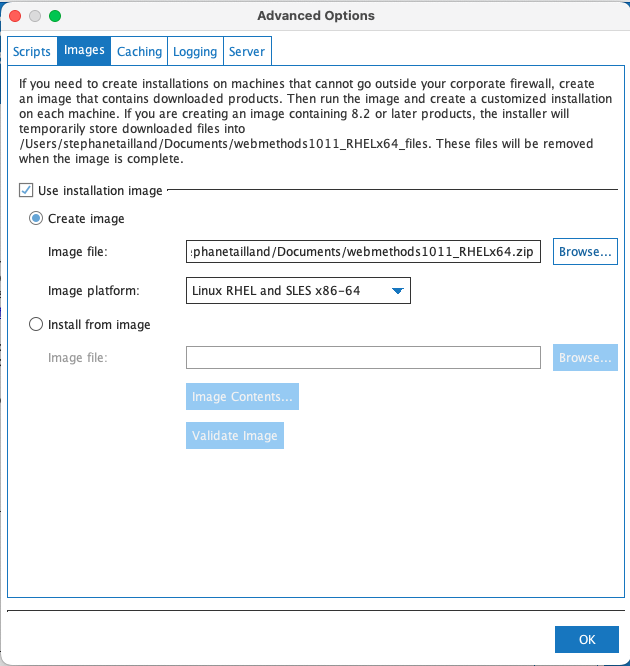 Advanced Options
Scripts Images Caching Logging Server
If you need to create installations on machines that cannot go outside your corporate firewall, create
an image that contains downloaded products. Then run the image and create a customized installation
on each machine. If you are creating an image containing 8.2 or later products, the installer will
temporarily store downloaded files into
/Users/stephanetailland/Documents/webmethods1011_RHELx64_files. These files will be removed
when the image is complete.
Use installation image
Create image
Image file: phanetailland/Documents/webmethods1011_RHELx64.zip Browse...
Image platform: Linux RHEL and SLES x86-64
Install from image
Image file: Browse...
Image Contents...
Validate Image
OK